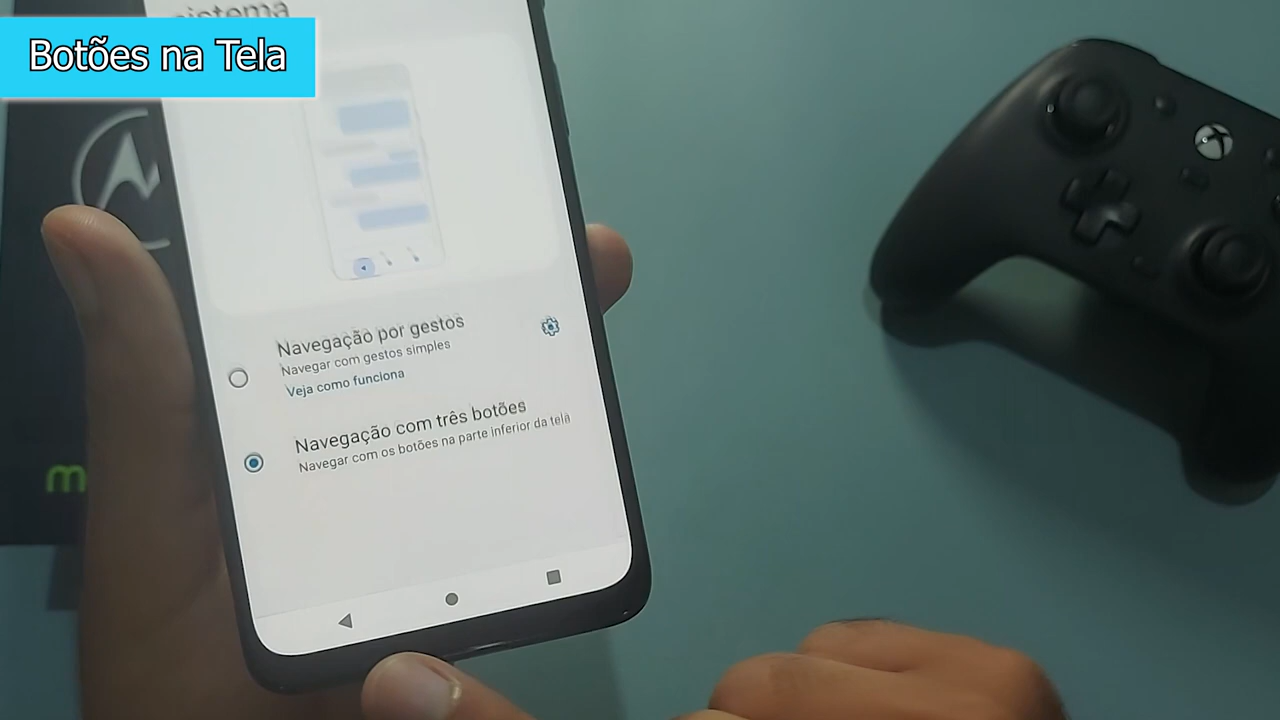 sistema
Botões na Tela
Navegação por gestos
Navegar com gestos simples
Veja como funciona
Navegação com três botões
Navegar com os botões na parte inferior da tela
m